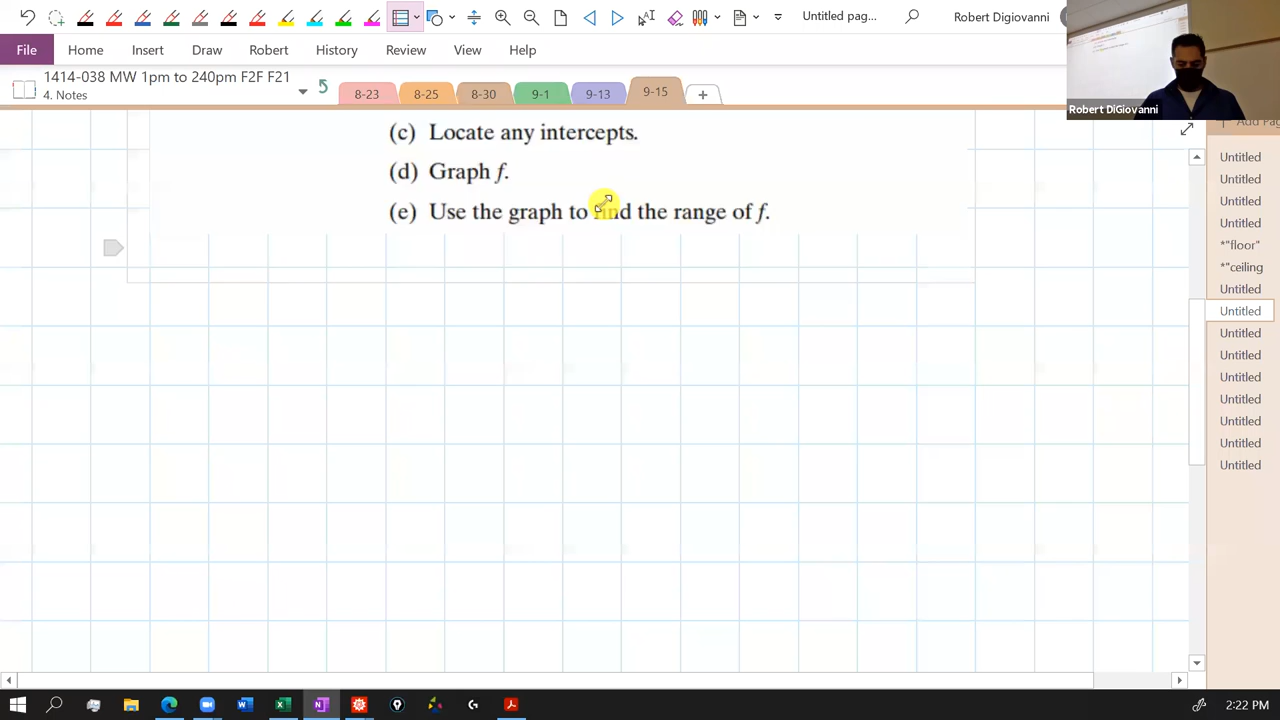 Untitled pag...
Robert Digiovanni
File
Home
Insert
Draw
Robert
History
Review
View
Help
1414-038 MW 1pm to 240pm F2F F21
4. Notes
8-23
8-25
8-30
9-1
9-13
9-15
Robert DiGiovanni
Add Pag
(c) Locate any intercepts.
(d) Graph f.
(e) Use the graph to find the range of f.
Untitled
Untitled
Untitled
Untitled
*"floor"
*"ceiling
Untitled
Untitled
Untitled
Untitled
Untitled
Untitled
Untitled
Untitled
Untitled
2:22 PM